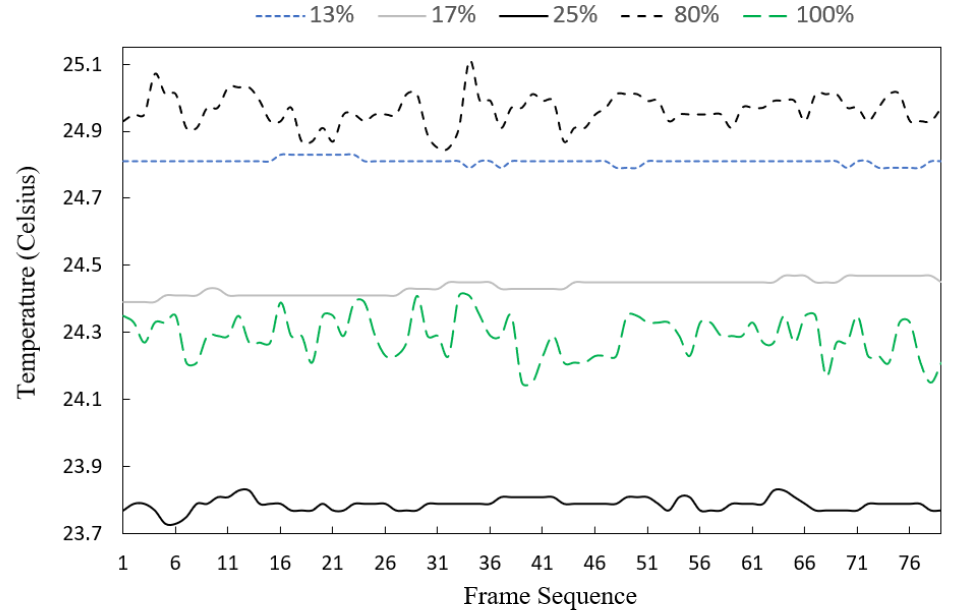 13% 17% 25% 80% 100%
Temperature (Celsius)
25.1
24.9
24.7
24.5
24.3
24.1
23.9
23.7
1 6 11 16 21 26 31 36 41 46 51 56 61 66 71 76
Frame Sequence